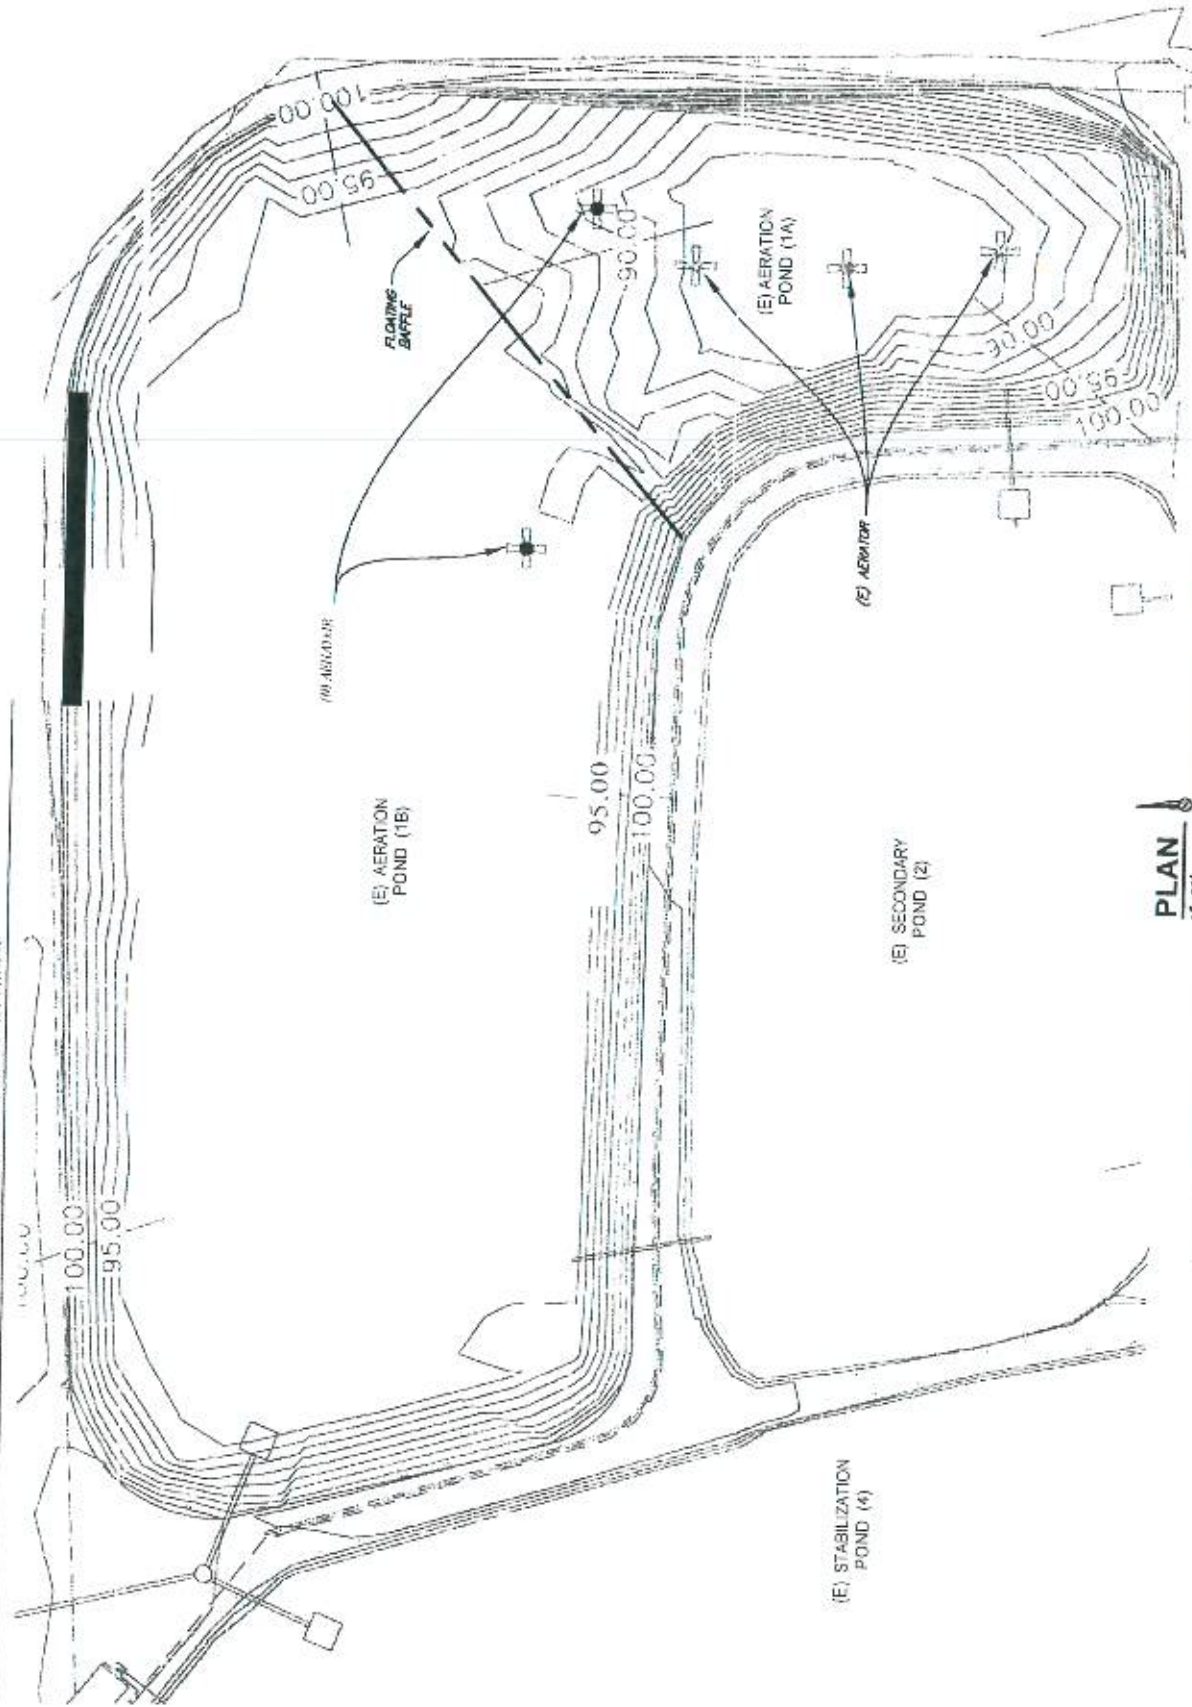 100.00
95.00
FLOATING
BAFFLE
90.00
(E) AERATION
POND (1A)
90.00
95.00
100.00
(E) AERATOR
95.00
100.00
(E) AERATION
POND (1B)
(E) SECONDARY
POND (2)
PLAN
100.00
95.00
(E) STABILIZATION
POND (4)